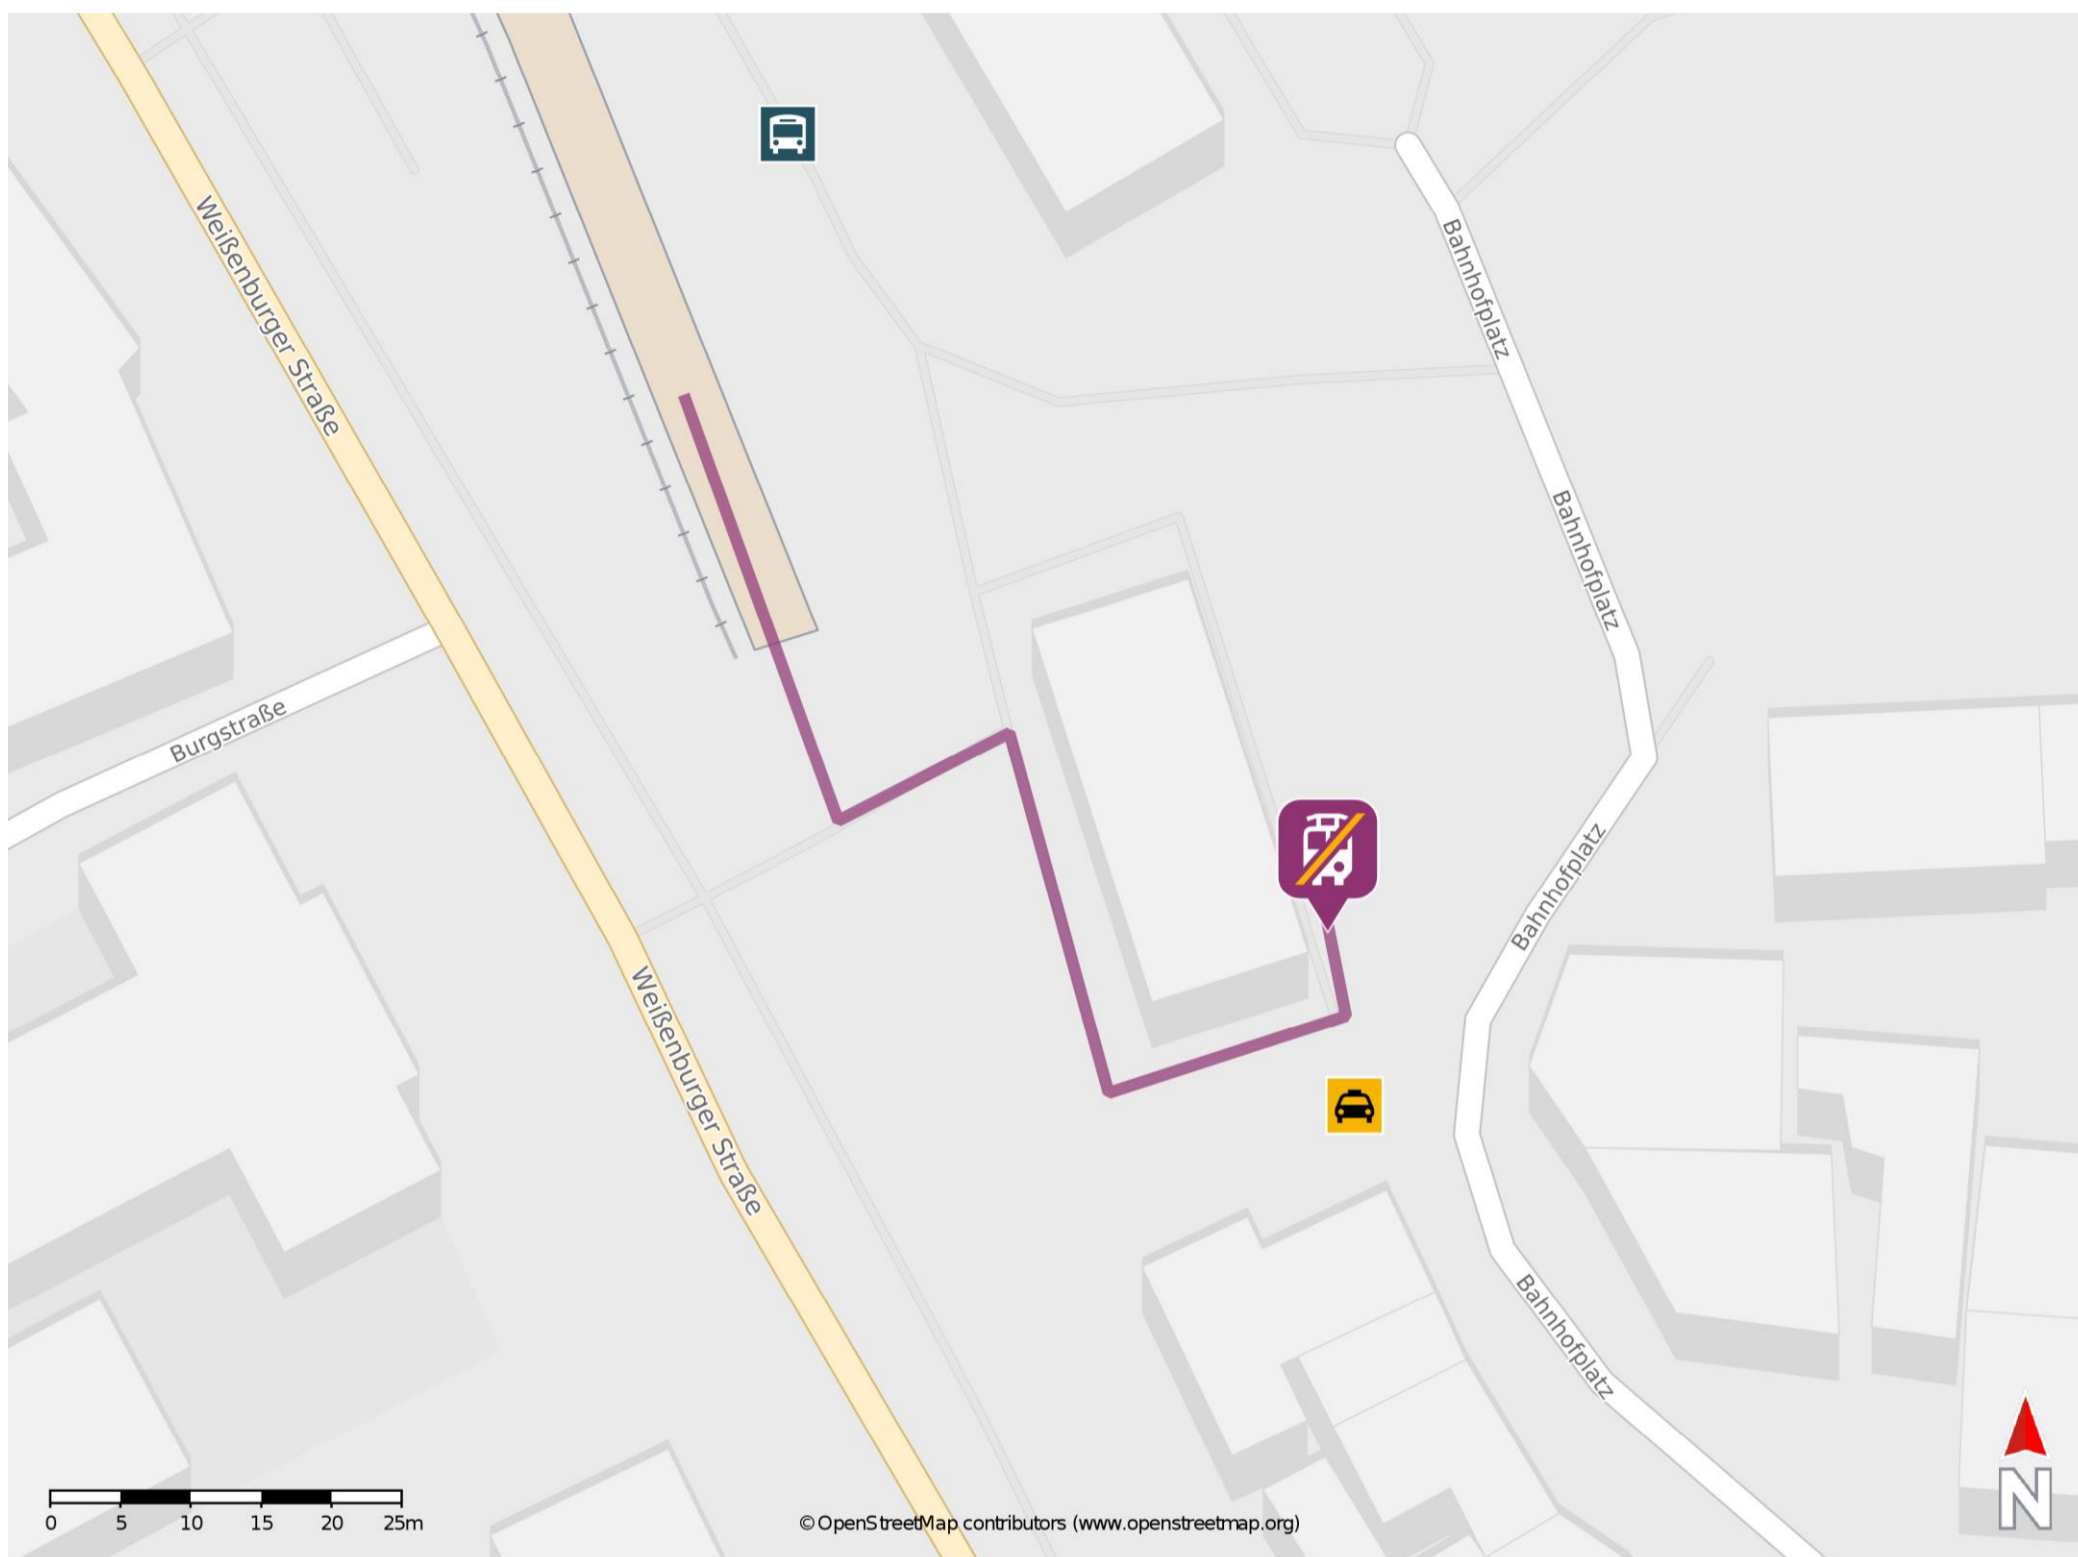 Weißenburger Straße
Bahnhofplatz
Bahnhofplatz
Burgstraße
Bahnhofplatz
Weißenburger Straße
Bahnhofplatz
0 5 10 15 20 25m
© OpenStreetMap contributors (www.openstreetmap.org)
N